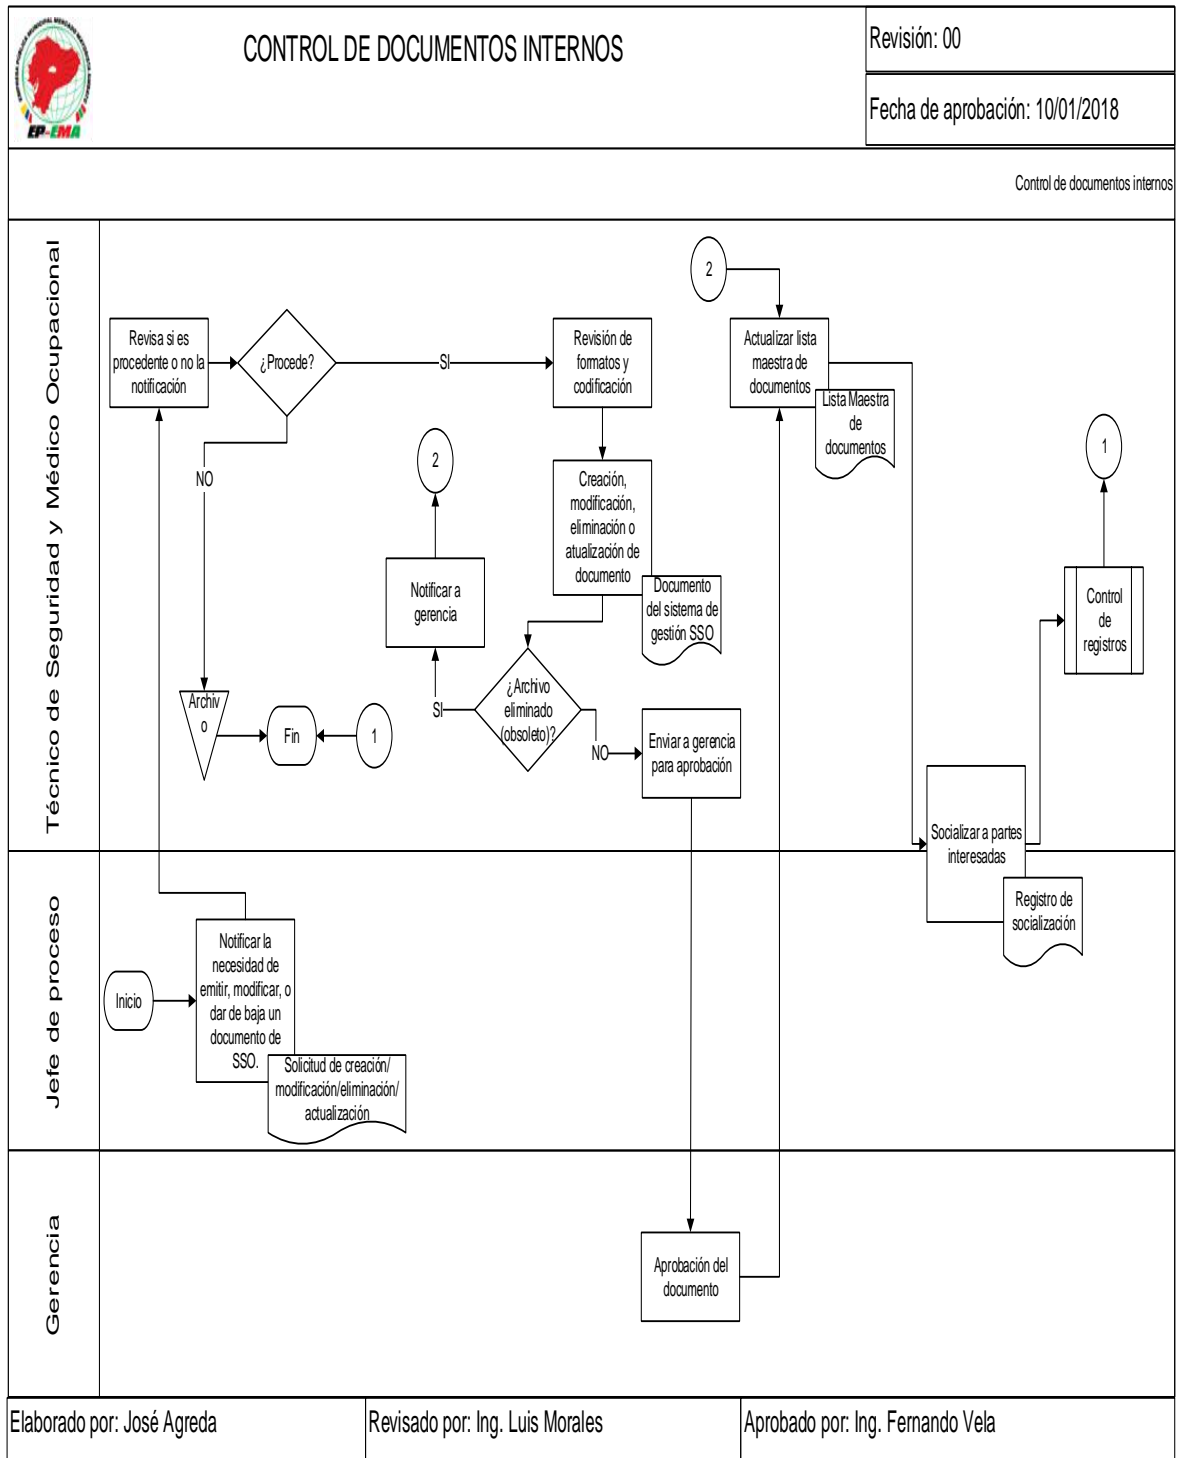 CONTROL DE DOCUMENTOS INTERNOS
Revisión: 00
Fecha de aprobación: 10/01/2018
EP-EMA
Control de documentos internos
Técnico de Seguridad y Médico Ocupacional
Revisa si es
procedente o no la
notificación
¿Procede?
SI
NO
Revisión de
formatos y
codificación
2
Actualizar lista
maestra de
documentos
Lista Maestra
de
documentos
1
2
Creación,
modificación,
eliminación o
atualización de
documento
Documento
del sistema de
gestión SSO
Notificar a
gerencia
Control
de
registros
¿Archivo
eliminado
(obsoleto)?
SI
NO
Archiv
o
Fin
1
Enviar a gerencia
para aprobación
Socializar a partes
interesadas
Registro de
socialización
Jefe de proceso
Inicio
Notificar la
necesidad de
emitir, modificar, o
dar de baja un
documento de
SSO.
Solicitud de creación/
modificación/eliminación/
actualización
Gerencia
Aprobación del
documento
Elaborado por: José Agreda
Revisado por: Ing. Luis Morales
Aprobado por: Ing. Fernando Vela